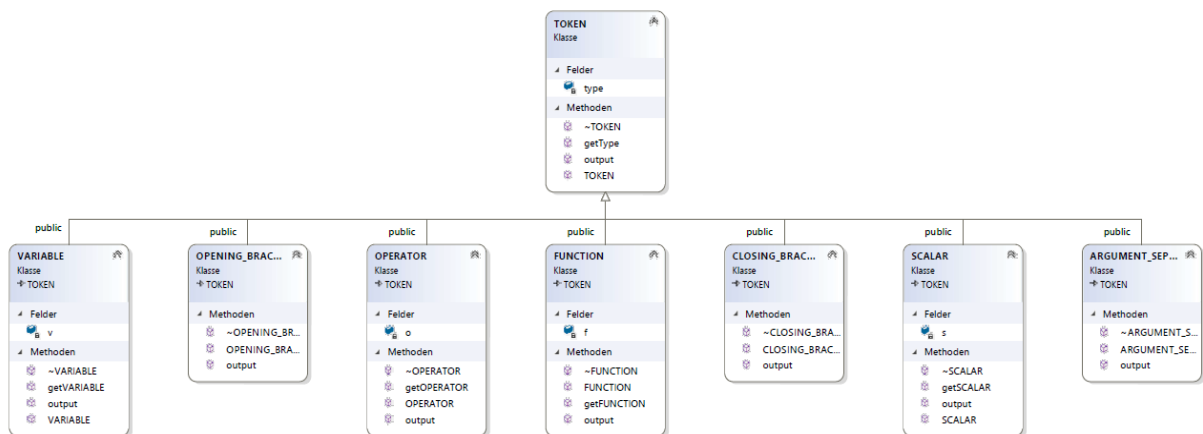 TOKEN
Klasse
Felder
type
Methoden
~TOKEN
getType
output
TOKEN
public
public
public
public
public
public
public
VARIABLE
Klasse
TOKEN
Felder
v
Methoden
~VARIABLE
getVARIABLE
output
VARIABLE
OPENING_BRAC...
Klasse
TOKEN
Methoden
~OPENING_BR...
OPENING_BRA...
output
OPERATOR
Klasse
TOKEN
Felder
o
Methoden
~OPERATOR
getOPERATOR
OPERATOR
output
FUNCTION
Klasse
TOKEN
Felder
f
Methoden
~FUNCTION
FUNCTION
getFUNCTION
output
CLOSING_BRAC...
Klasse
TOKEN
Methoden
~CLOSING_BRA...
CLOSING_BRAC...
output
SCALAR
Klasse
TOKEN
Felder
s
Methoden
~SCALAR
getSCALAR
output
SCALAR
ARGUMENT_SEP...
Klasse
TOKEN
Methoden
~ARGUMENT_S...
ARGUMENT_SE...
output